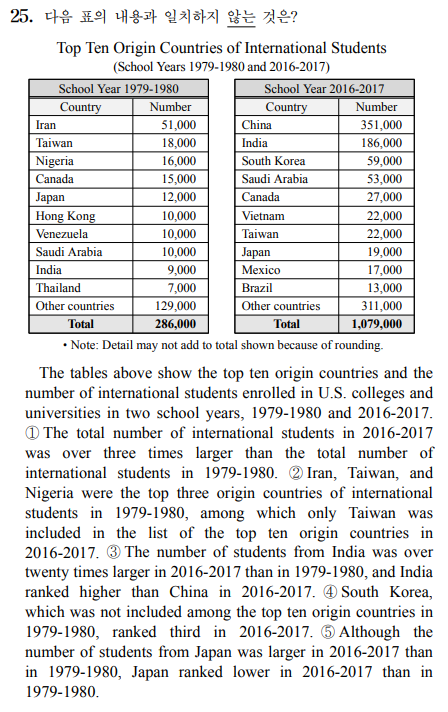 25. 다음 표의 내용과 일치하지 않는 것은?
Top Ten Origin Countries of International Students
(School Years 1979-1980 and 2016-2017)
School Year 1979-1980
Country Number
Iran 51,000
Taiwan 18,000
Nigeria 16,000
Canada 15,000
Japan 12,000
Hong Kong 10,000
Venezuela 10,000
Saudi Arabia 10,000
India 9,000
Thailand 7,000
Other countries 129,000
Total 286,000
School Year 2016-2017
Country Number
China 351,000
India 186,000
South Korea 59,000
Saudi Arabia 53,000
Canada 27,000
Vietnam 22,000
Taiwan 22,000
Japan 19,000
Mexico 17,000
Brazil 13,000
Other countries 311,000
Total 1,079,000
• Note: Detail may not add to total shown because of rounding.
The tables above show the top ten origin countries and the
number of international students enrolled in U.S. colleges and
universities in two school years, 1979-1980 and 2016-2017.
① The total number of international students in 2016-2017
was over three times larger than the total number of
international students in 1979-1980. ② Iran, Taiwan, and
Nigeria were the top three origin countries of international
students in 1979-1980, among which only Taiwan was
included in the list of the top ten origin countries in
2016-2017. ③ The number of students from India was over
twenty times larger in 2016-2017 than in 1979-1980, and India
ranked higher than China in 2016-2017. ④ South Korea,
which was not included among the top ten origin countries in
1979-1980, ranked third in 2016-2017. ⑤ Although the
number of students from Japan was larger in 2016-2017 than
in 1979-1980, Japan ranked lower in 2016-2017 than in
1979-1980.